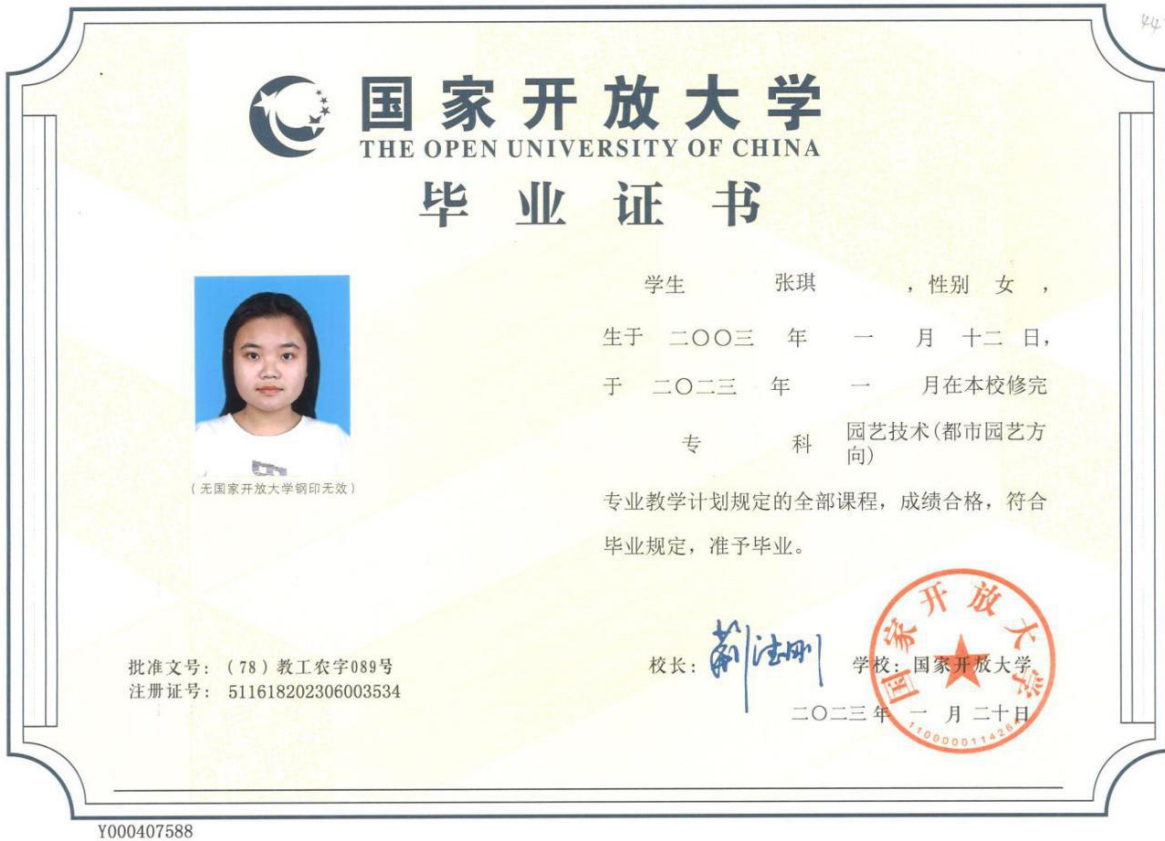 国家开放大学
THE OPEN UNIVERSITY OF CHINA
毕业证书
学生 张琪 ，性别 女 ，
生于 二〇〇三 年 一 月 十二 日，
于 二〇二三 年 一 月在本校修完
专 科 园艺技术(都市园艺方
向)
(无国家开放大学钢印无效)
专业教学计划规定的全部课程，成绩合格，符合
毕业规定，准予毕业。
国家开放大学
批准文号：（78）教工农字089号
校长：荆德刚 学校：国家开放大学
注册证号：511618202306003534
二〇二三年 一 月 二十日
Y000407588